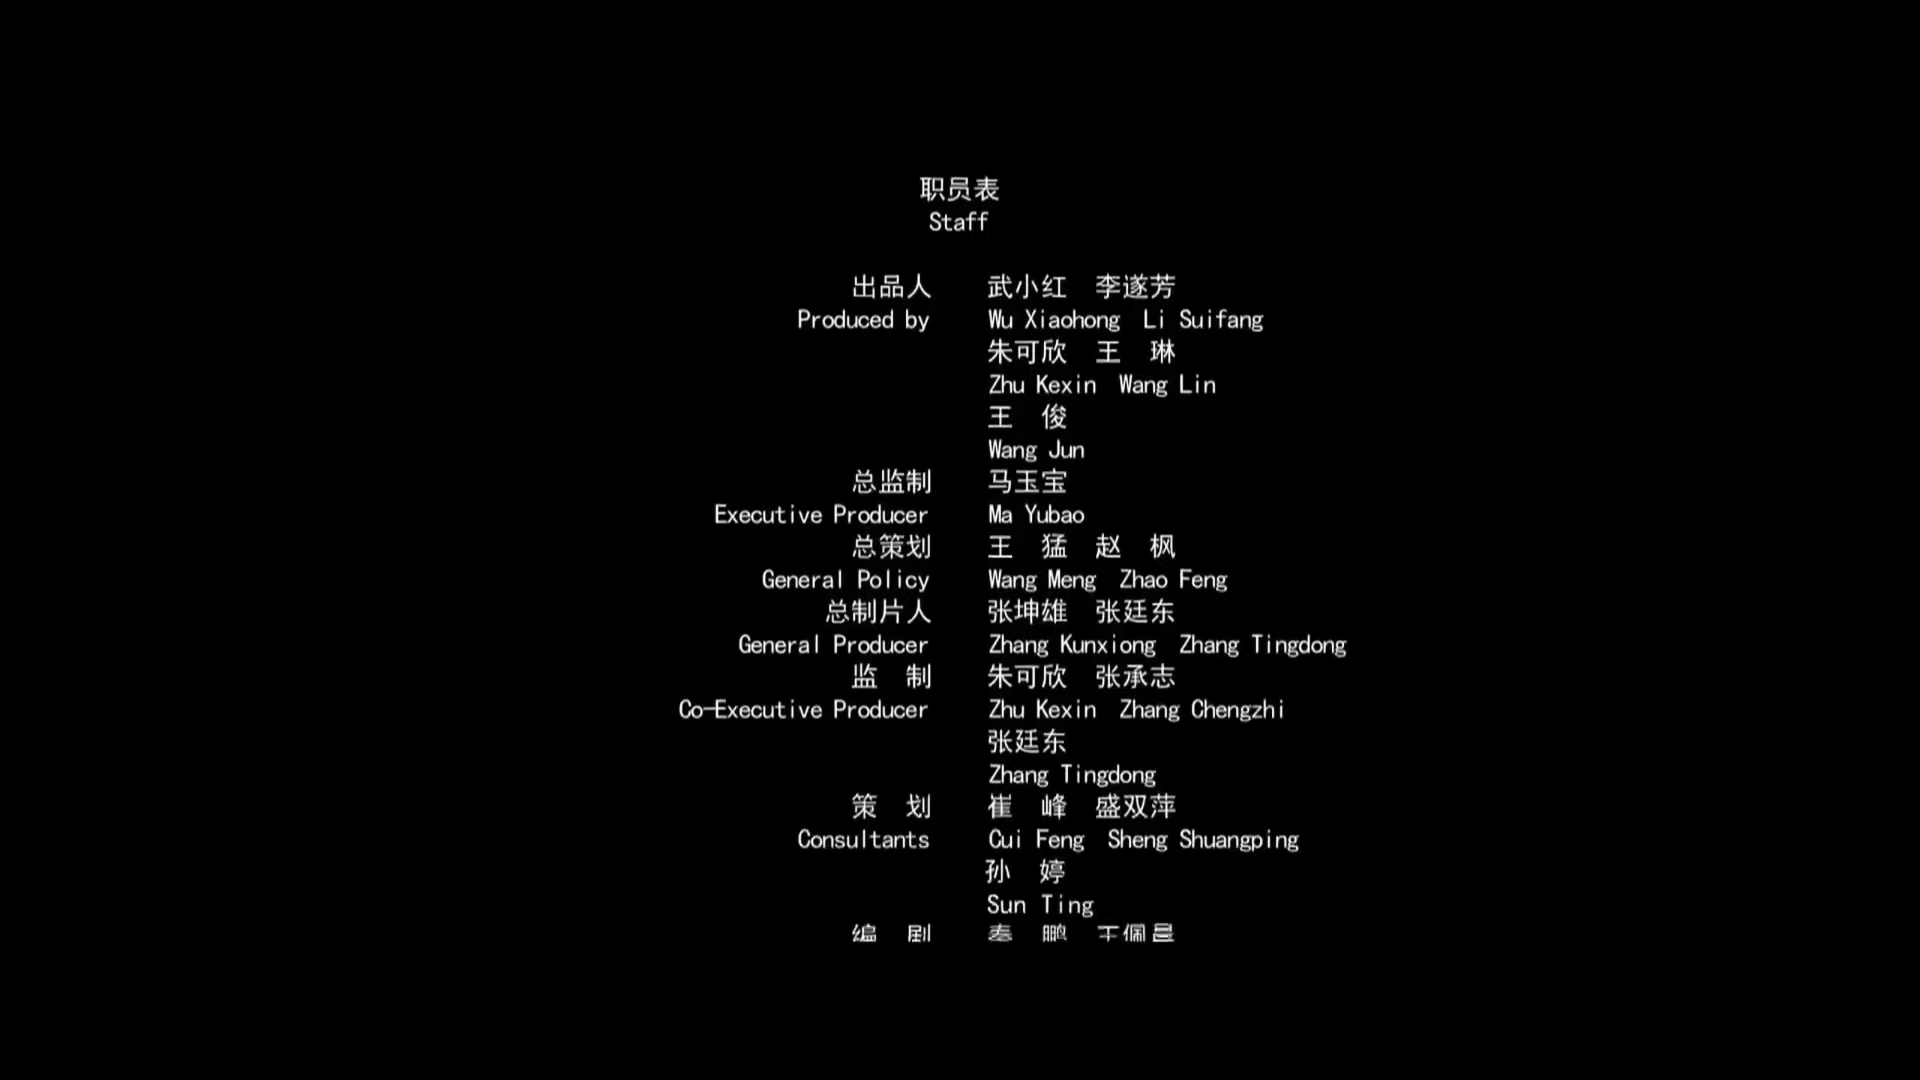 职员表
Staff
出品人 武小红 李遂芳
Produced by Wu Xiaohong Li Suifang
朱可欣 王 琳
Zhu Kexin Wang Lin
王 俊
Wang Jun
总监制 马玉宝
Executive Producer Ma Yubao
总策划 王 猛 赵 枫
General Policy Wang Meng Zhao Feng
总制片人 张坤雄 张廷东
General Producer Zhang Kunxiong Zhang Tingdong
监 制 朱可欣 张承志
Co-Executive Producer Zhu Kexin Zhang Chengzhi
张廷东
Zhang Tingdong
策 划 崔 峰 盛双萍
Consultants Cui Feng Sheng Shuangping
孙 婷
Sun Ting
编 剧